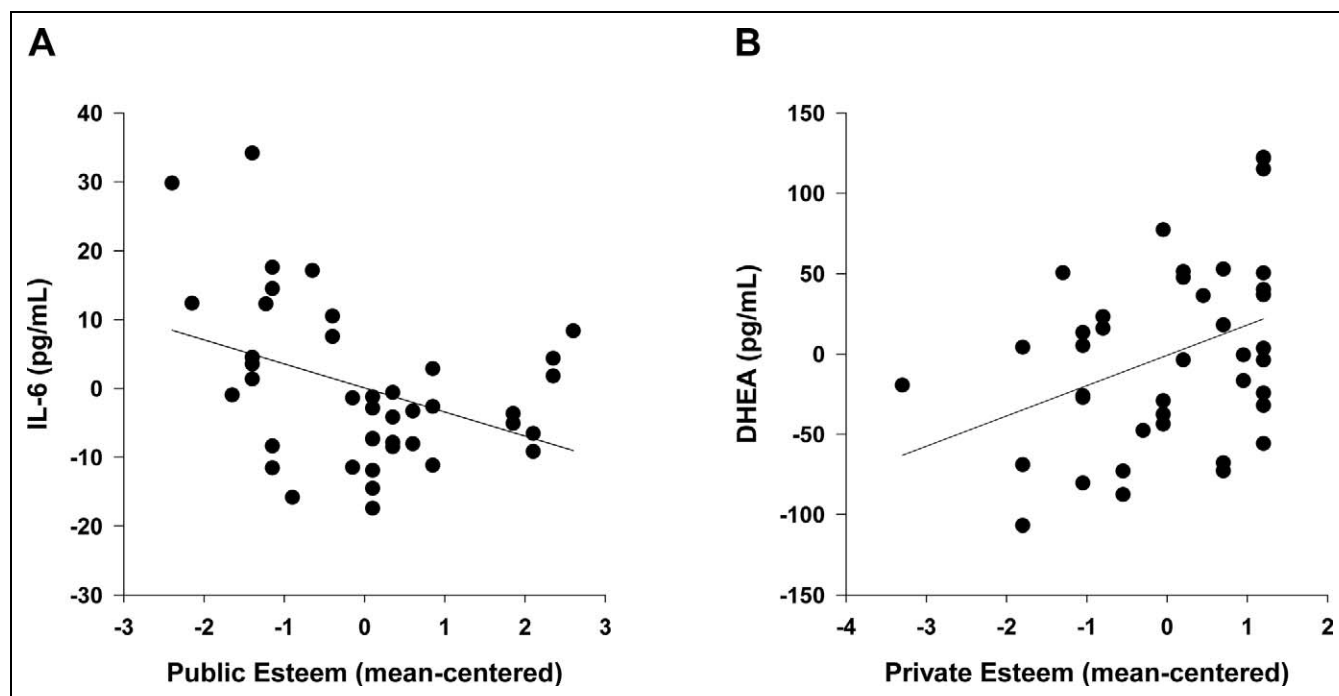 A
40
30
20
10
0
-10
-20
-30
IL-6 (pg/mL)
-3 -2 -1 0 1 2 3
Public Esteem (mean-centered)
B
150
100
50
0
-50
-100
-150
DHEA (pg/mL)
-4 -3 -2 -1 0 1 2
Private Esteem (mean-centered)